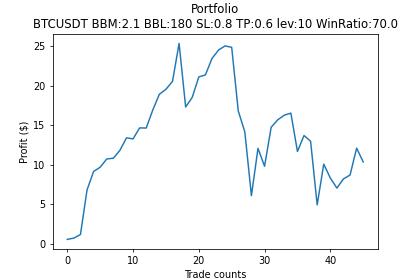 Portfolio
BTCUSDT BBM:2.1 BBL:180 SL:0.8 TP:0.6 lev:10 WinRatio:70.0
Profit ($)
25
20
15
10
5
0
0
10
20
30
40
Trade counts